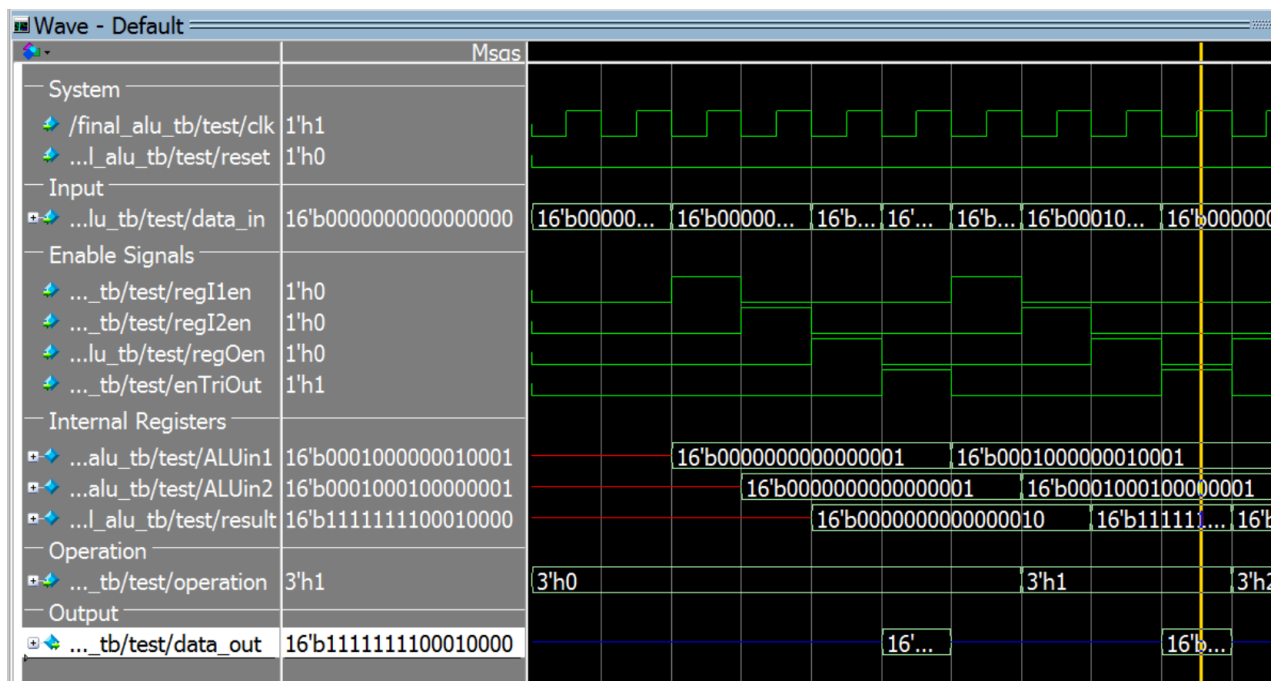 Wave - Default
Msgs
System
/final_alu_tb/test/clk 1'h1
...l_alu_tb/test/reset 1'h0
Input
...lu_tb/test/data_in 16'b0000000000000000 16'b00000... 16'b00000... 16'b... 16'... 16'b... 16'b00010... 16'b000000
Enable Signals
..._tb/test/regI1en 1'h0
..._tb/test/regI2en 1'h0
...lu_tb/test/regOen 1'h0
..._tb/test/enTriOut 1'h1
Internal Registers
...alu_tb/test/ALUin1 16'b0001000000010001 16'b0000000000000001 16'b0001000000010001
...alu_tb/test/ALUin2 16'b0001000100000001 16'b0000000000000001 16'b0001000100000001
...l_alu_tb/test/result 16'b1111111100010000 16'b0000000000000010 16'b111111... 16'b
Operation
..._tb/test/operation 3'h1 3'h0 3'h1 3'h2
Output
..._tb/test/data_out 16'b1111111100010000 16'... 16'b...